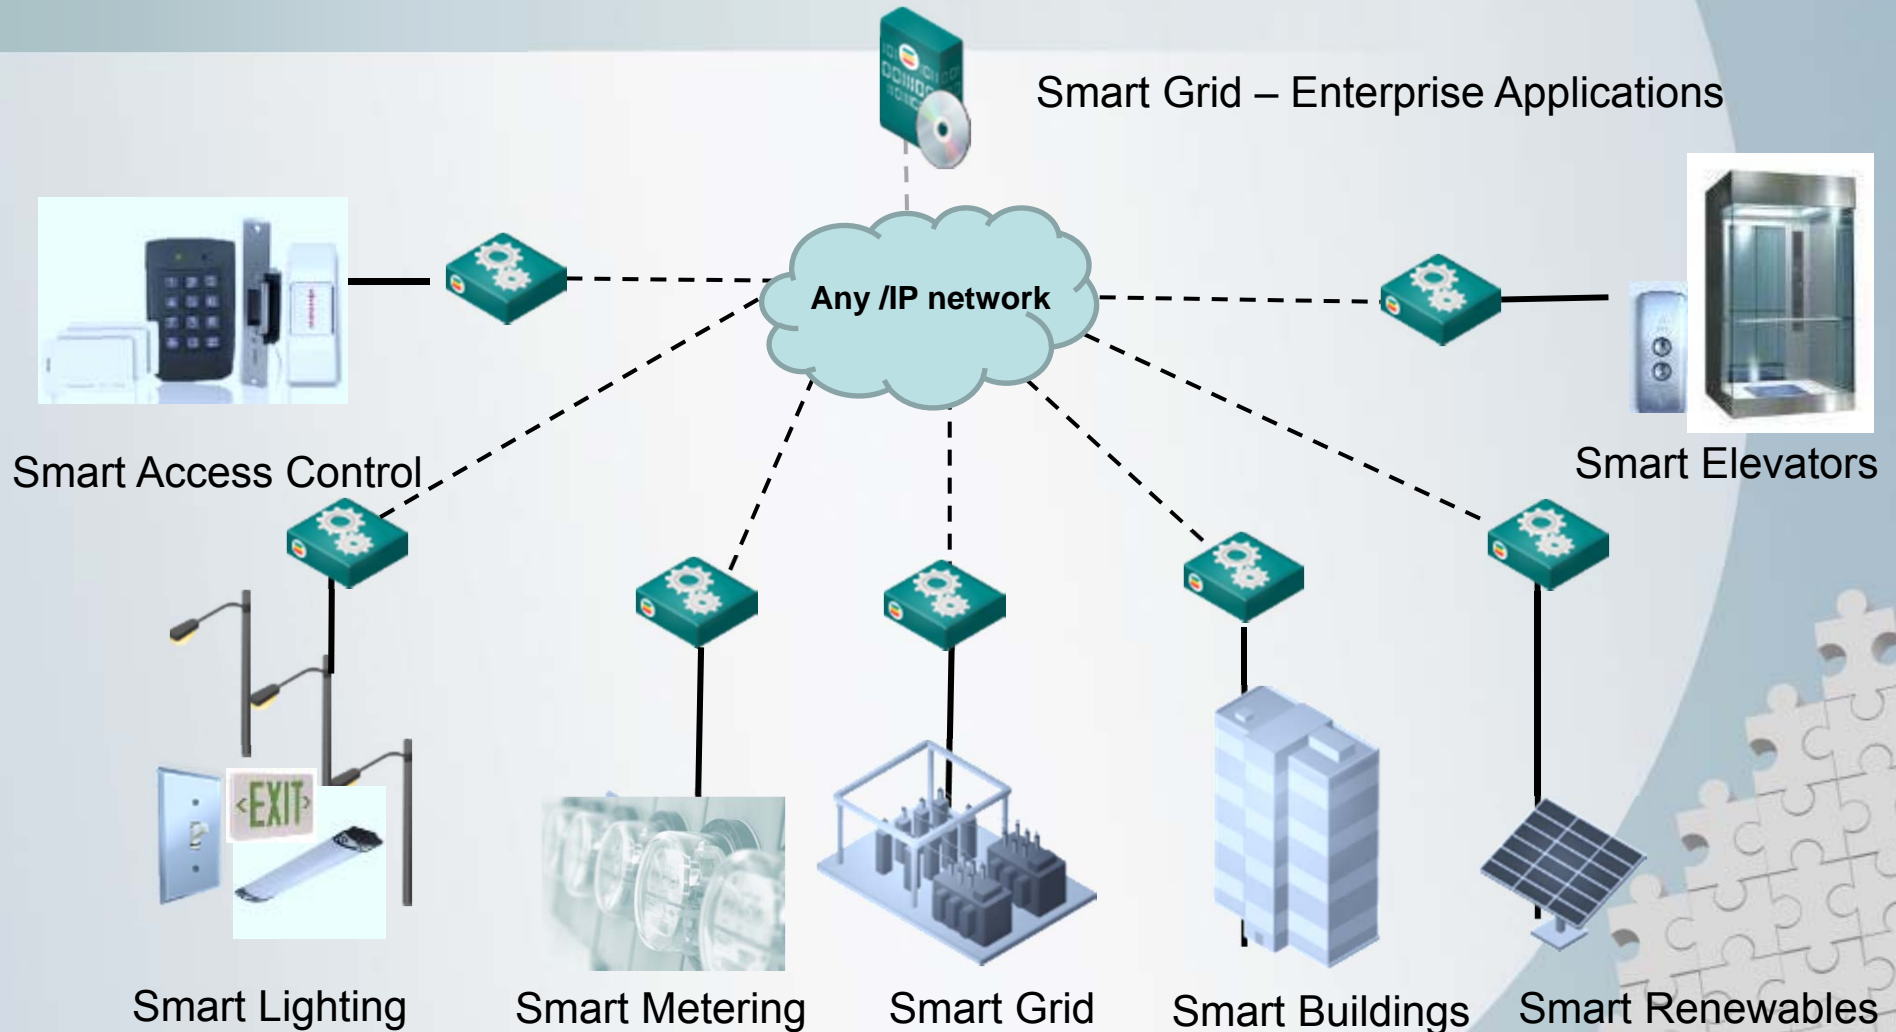 Smart Grid – Enterprise Applications
Any /IP network
Smart Access Control
Smart Elevators
<EXIT>
Smart Lighting
Smart Metering
Smart Grid
Smart Buildings
Smart Renewables